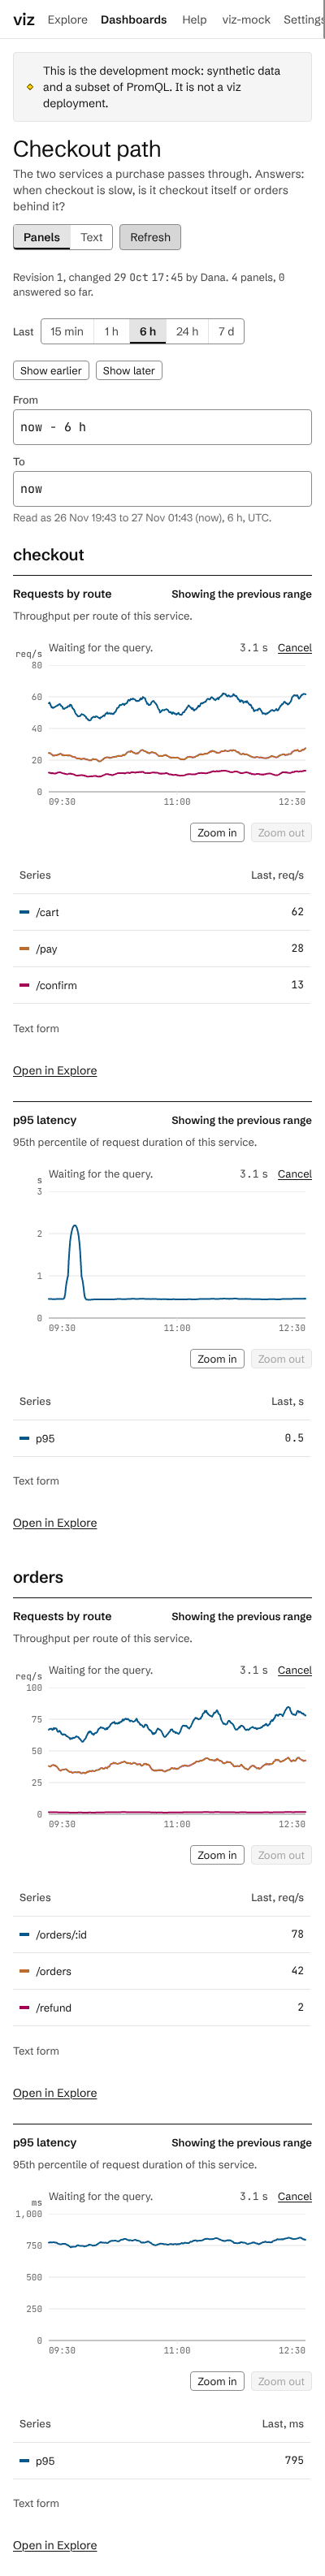 viz Explore Dashboards Help viz-mock Settings
This is the development mock: synthetic data
and a subset of PromQL. It is not a viz
deployment.
Checkout path
The two services a purchase passes through. Answers:
when checkout is slow, is it checkout itself or orders
behind it?
Panels Text Refresh
Revision 1, changed 29 Oct 17:45 by Dana. 4 panels, 0
answered so far.
Last 15 min 1 h 6 h 24 h 7 d
Show earlier Show later
From
now - 6 h
To
now
Read as 26 Nov 19:43 to 27 Nov 01:43 (now), 6 h, UTC.
checkout
Requests by route Showing the previous range
Throughput per route of this service.
Waiting for the query. 3.1 s Cancel
req/s
80
60
40
20
0
09:30 11:00 12:30
Zoom in Zoom out
Series Last, req/s
/cart 62
/pay 28
/confirm 13
Text form
Open in Explore
p95 latency Showing the previous range
95th percentile of request duration of this service.
Waiting for the query. 3.1 s Cancel
s
3
2
1
0
09:30 11:00 12:30
Zoom in Zoom out
Series Last, s
p95 0.5
Text form
Open in Explore
orders
Requests by route Showing the previous range
Throughput per route of this service.
Waiting for the query. 3.1 s Cancel
req/s
100
75
50
25
0
09:30 11:00 12:30
Zoom in Zoom out
Series Last, req/s
/orders/:id 78
/orders 42
/refund 2
Text form
Open in Explore
p95 latency Showing the previous range
95th percentile of request duration of this service.
Waiting for the query. 3.1 s Cancel
ms
1,000
750
500
250
0
09:30 11:00 12:30
Zoom in Zoom out
Series Last, ms
p95 795
Text form
Open in Explore